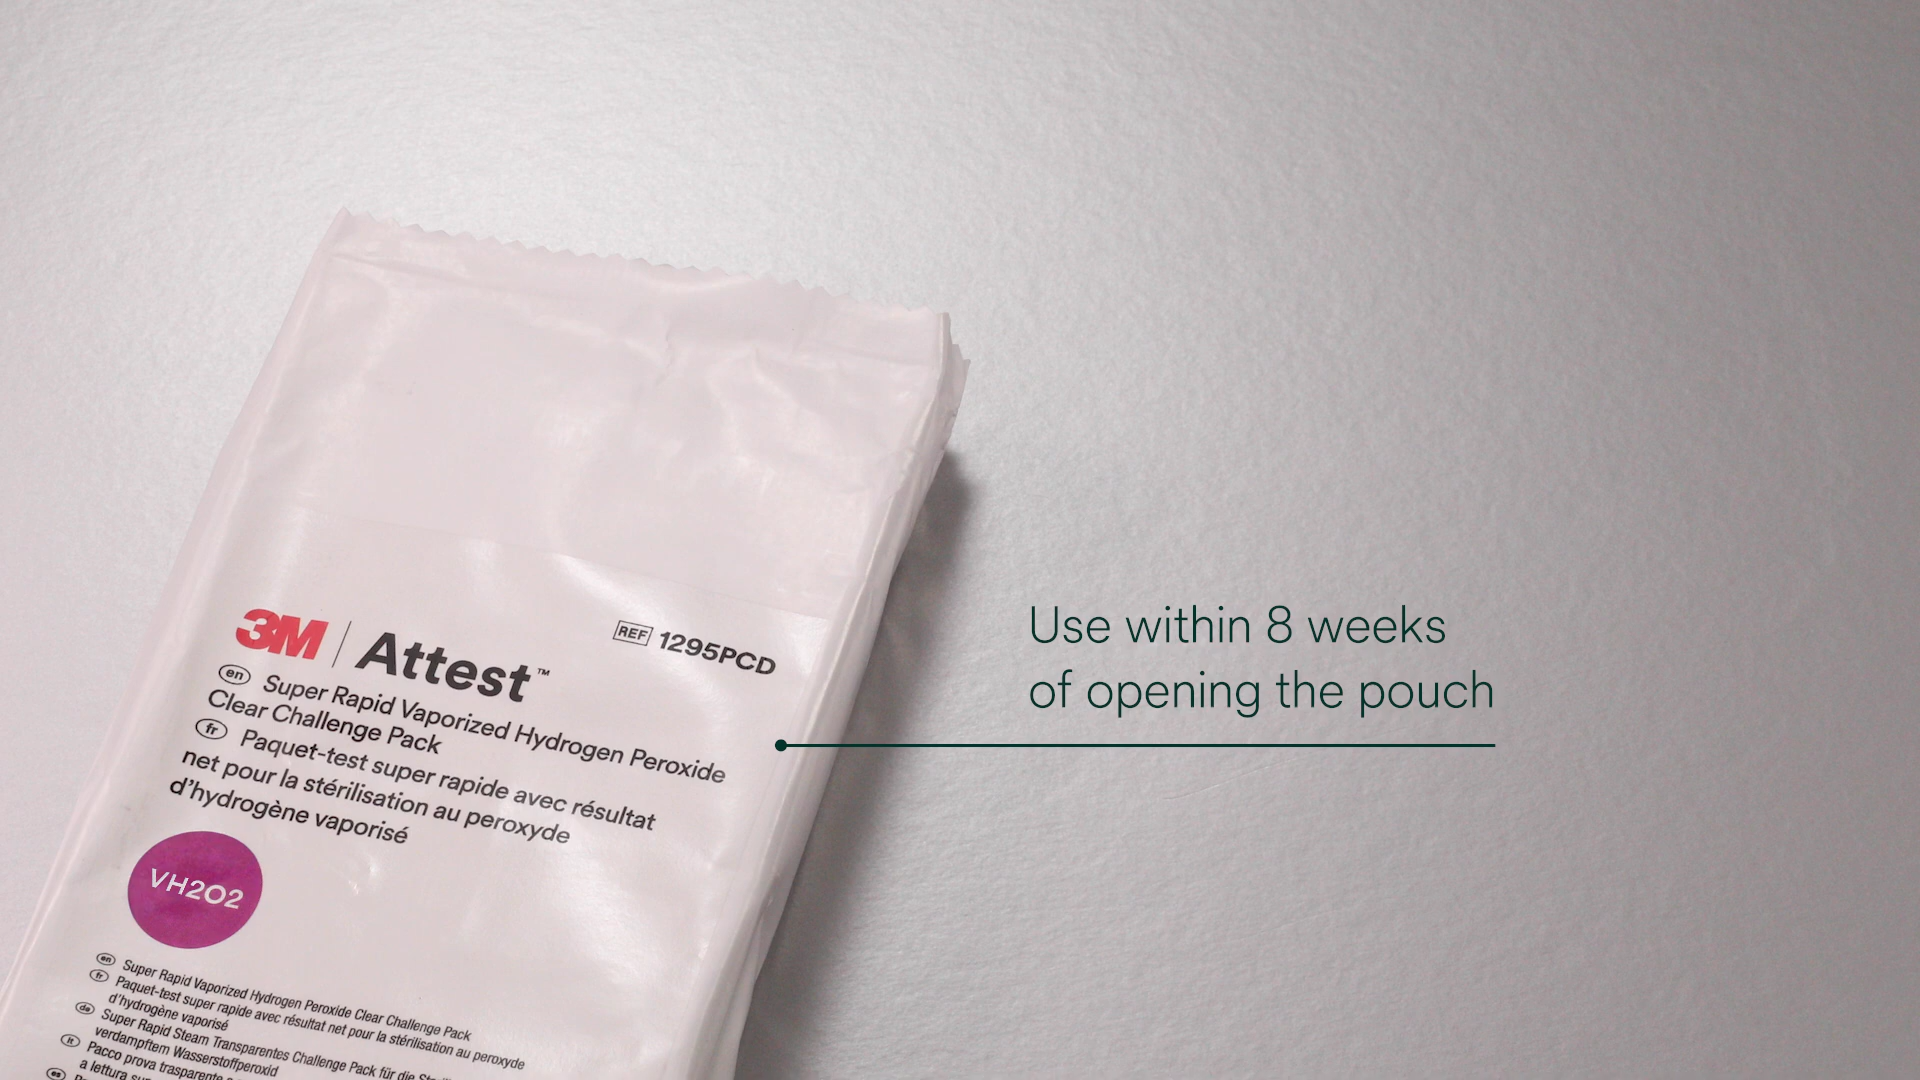 3M | Attest™
REF 1295PCD
en Super Rapid Vaporized Hydrogen Peroxide
Clear Challenge Pack
fr Paquet-test super rapide avec résultat
net pour la stérilisation au peroxyde
d'hydrogène vaporisé
VH2O2
en Super Rapid Vaporized Hydrogen Peroxide Clear Challenge Pack
fr Paquet-test super rapide avec résultat net pour la stérilisation au peroxyde
d'hydrogène vaporisé
de Super Rapid Steam Transparentes Challenge Pack für die
verdampftem Wasserstoffperoxid
it Pacco prova trasparente
a lettura
es
Use within 8 weeks
of opening the pouch